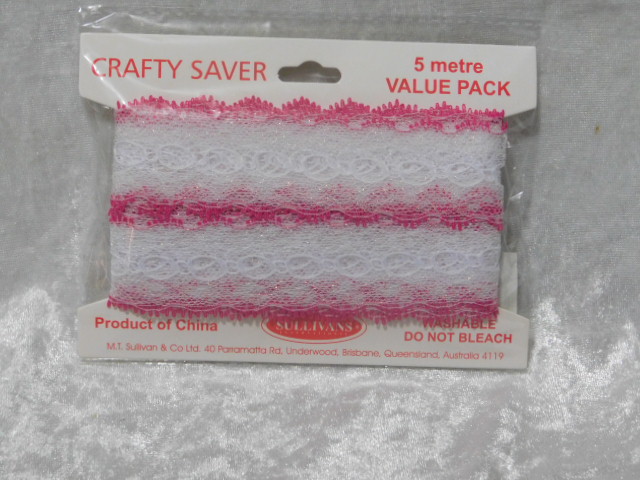 CRAFTY SAVER
5 metre
VALUE PACK
Product of China
SULLIVANS
WASHABLE
DO NOT BLEACH
M.T. Sullivan & Co Ltd. 40 Parramatta Rd, Underwood, Brisbane, Queensland, Australia 4119